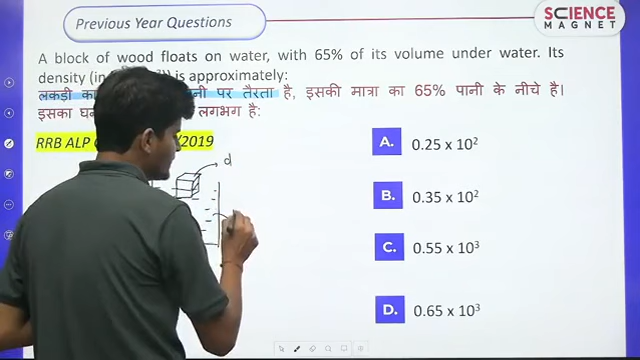 Previous Year Questions
SCIENCE
MAGNET
A block of wood floats on water, with 65% of its volume under water. Its
density (in is approximately:
लकड़ी का पानी पर तैरता है, इसकी मात्रा का 65% पानी के नीचे है।
इसका लगभग है:
RRB ALP 2019
d
A. 0.25 x 10²
B. 0.35 x 10²
C. 0.55 x 10³
D. 0.65 x 10³